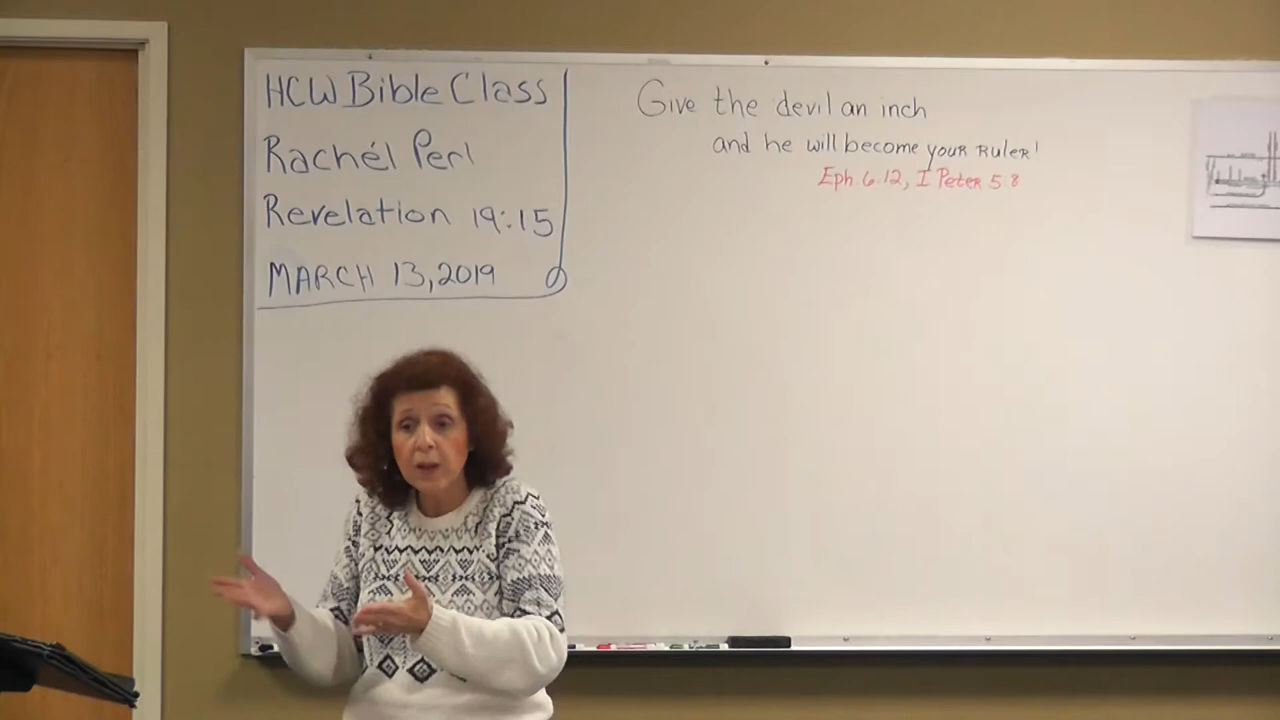 HCW Bible Class
Rachél Perl
Revelation 19:15
MARCH 13, 2019
Give the devil an inch
and he will become your RULER!
Eph. 6.12, I Peter 5.8